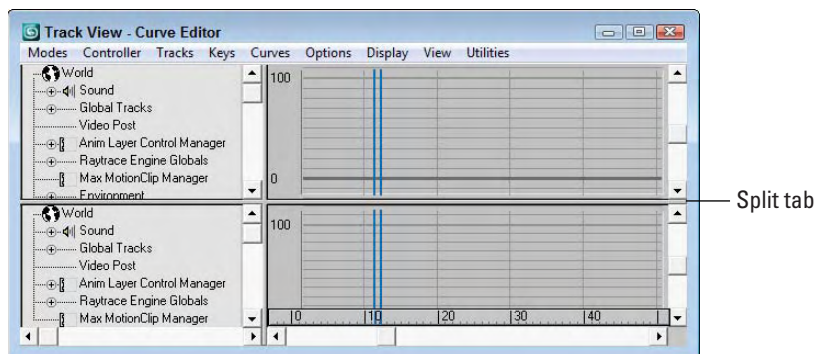 Track View - Curve Editor
Modes Controller Tracks Keys Curves Options Display View Utilities
World
Sound
Global Tracks
Video Post
Anim Layer Control Manager
Raytrace Engine Globals
Max MotionClip Manager
Environment
100
0
Split tab
World
Sound
Global Tracks
Video Post
Anim Layer Control Manager
Raytrace Engine Globals
Max MotionClip Manager
100
0 10 20 30 40